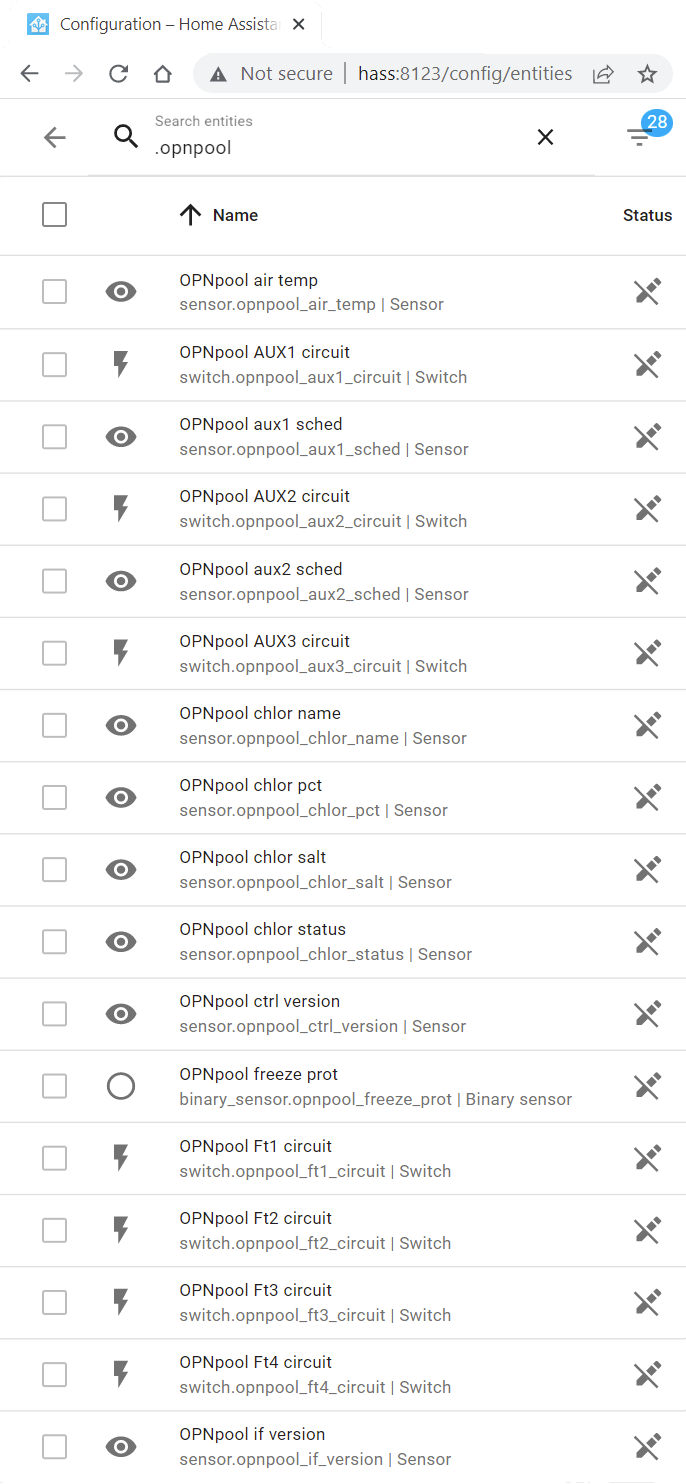 Configuration – Home Assista
Not secure | hass:8123/config/entities
Search entities
.opnpool
28
Name
Status
OPNpool air temp
sensor.opnpool_air_temp | Sensor
OPNpool AUX1 circuit
switch.opnpool_aux1_circuit | Switch
OPNpool aux1 sched
sensor.opnpool_aux1_sched | Sensor
OPNpool AUX2 circuit
switch.opnpool_aux2_circuit | Switch
OPNpool aux2 sched
sensor.opnpool_aux2_sched | Sensor
OPNpool AUX3 circuit
switch.opnpool_aux3_circuit | Switch
OPNpool chlor name
sensor.opnpool_chlor_name | Sensor
OPNpool chlor pct
sensor.opnpool_chlor_pct | Sensor
OPNpool chlor salt
sensor.opnpool_chlor_salt | Sensor
OPNpool chlor status
sensor.opnpool_chlor_status | Sensor
OPNpool ctrl version
sensor.opnpool_ctrl_version | Sensor
OPNpool freeze prot
binary_sensor.opnpool_freeze_prot | Binary sensor
OPNpool Ft1 circuit
switch.opnpool_ft1_circuit | Switch
OPNpool Ft2 circuit
switch.opnpool_ft2_circuit | Switch
OPNpool Ft3 circuit
switch.opnpool_ft3_circuit | Switch
OPNpool Ft4 circuit
switch.opnpool_ft4_circuit | Switch
OPNpool if version
sensor.opnpool_if_version | Sensor